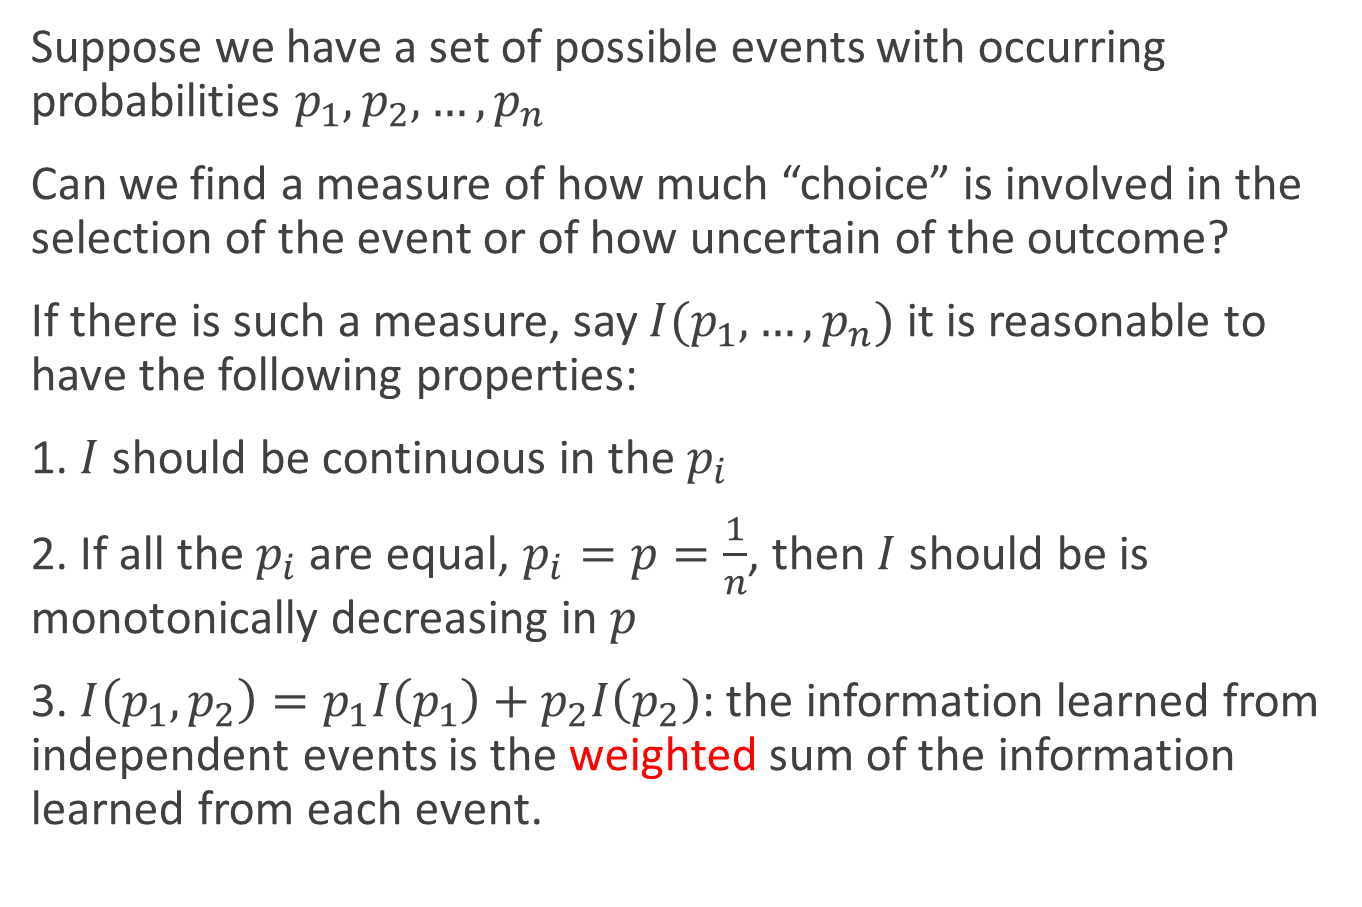 Suppose we have a set of possible events with occurring
probabilities 𝑝₁, 𝑝₂, … , 𝑝ₙ
Can we find a measure of how much “choice” is involved in the
selection of the event or of how uncertain of the outcome?
If there is such a measure, say 𝐼(𝑝₁, … , 𝑝ₙ) it is reasonable to
have the following properties:
1. 𝐼 should be continuous in the 𝑝ᵢ
2. If all the 𝑝ᵢ are equal, 𝑝ᵢ = 𝑝 = 1/𝑛, then 𝐼 should be is
monotonically decreasing in 𝑝
3. 𝐼(𝑝₁, 𝑝₂) = 𝑝₁𝐼(𝑝₁) + 𝑝₂𝐼(𝑝₂): the information learned from
independent events is the weighted sum of the information
learned from each event.